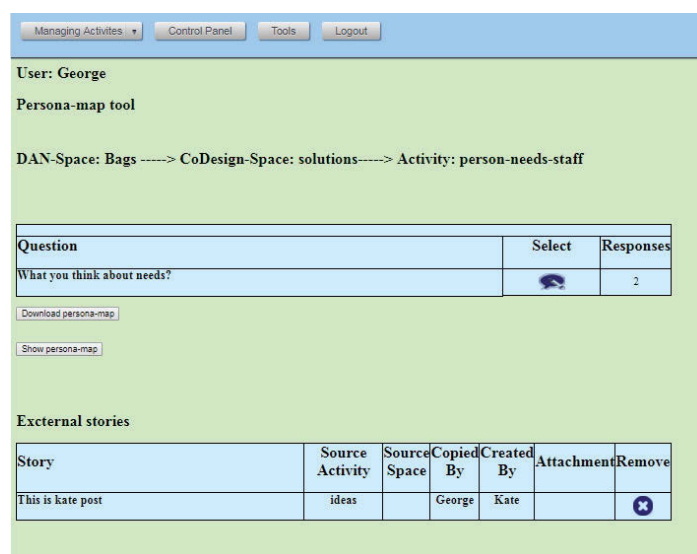 Managing Activites Control Panel Tools Logout
User: George
Persona-map tool
DAN-Space: Bags -----> CoDesign-Space: solutions-----> Activity: person-needs-staff
Question Select Responses
What you think about needs? 2
Download persona-map
Show persona-map
Excternal stories
Story Source Activity Source Space Copied By Created By Attachment Remove
This is kate post ideas George Kate